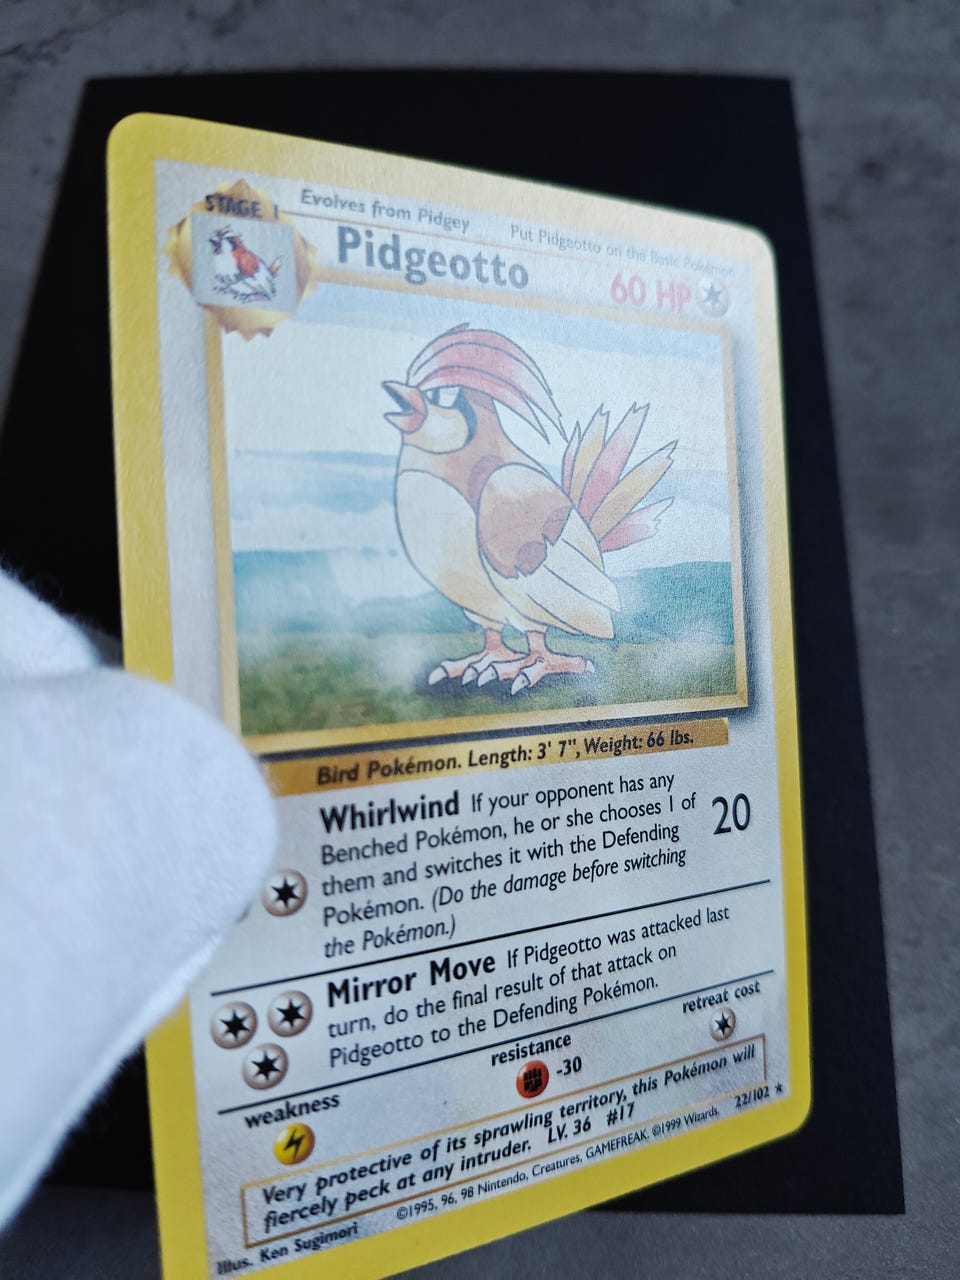 STAGE 1
Evolves from Pidgey
Put Pidgeotto on the Basic Pokémon
Pidgeotto
60 HP
Bird Pokémon. Length: 3' 7", Weight: 66 lbs.
Whirlwind If your opponent has any
Benched Pokémon, he or she chooses 1 of
them and switches it with the Defending
Pokémon. (Do the damage before switching
the Pokémon.)
20
Mirror Move If Pidgeotto was attacked last
turn, do the final result of that attack on
Pidgeotto to the Defending Pokémon.
weakness
resistance
-30
retreat cost
Very protective of its sprawling territory, this Pokémon will
fiercely peck at any intruder. LV. 36 #17
Illus. Ken Sugimori
©1995, 96, 98 Nintendo, Creatures, GAMEFREAK. ©1999 Wizards.
22/102 ★